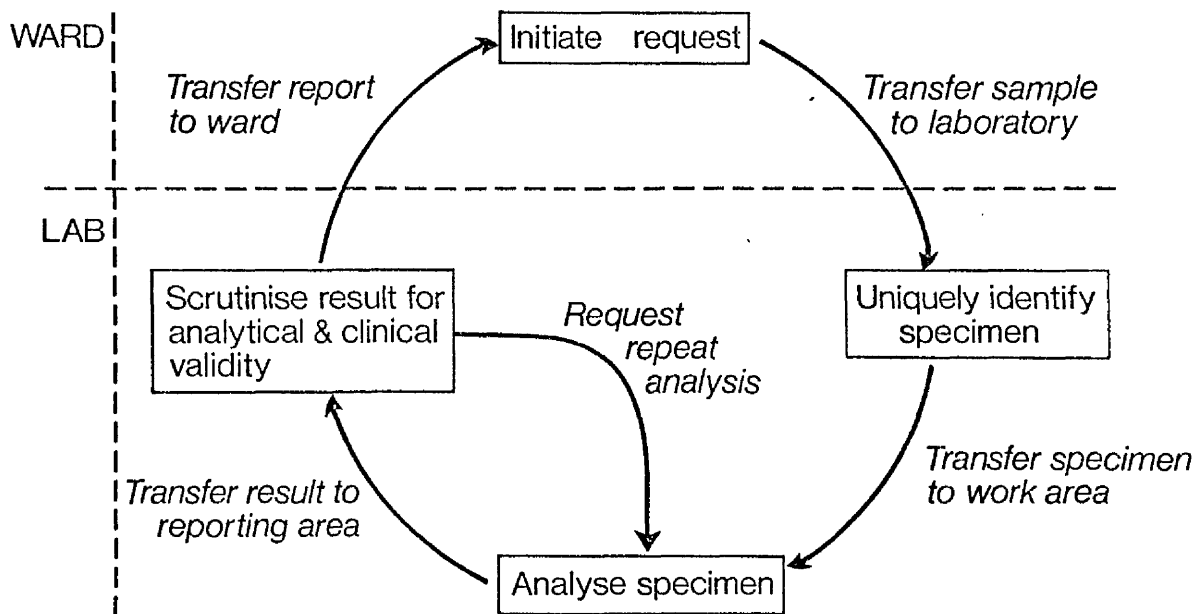 WARD
Initiate request
Transfer report
to ward
Transfer sample
to laboratory
LAB
Scrutinise result for
analytical & clinical
validity
Request
repeat
analysis
Uniquely identify
specimen
Transfer result to
reporting area
Transfer specimen
to work area
Analyse specimen